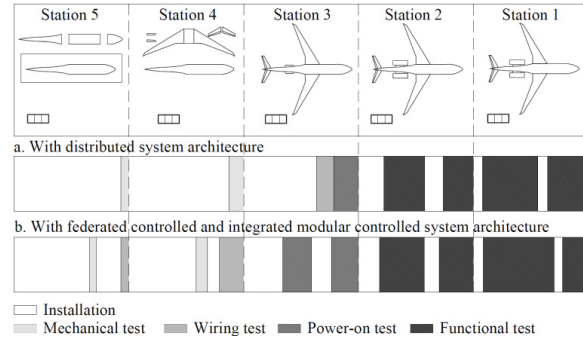 Station 5 Station 4 Station 3 Station 2 Station 1
a. With distributed system architecture
b. With federated controlled and integrated modular controlled system architecture
Installation
Mechanical test Wiring test Power-on test Functional test